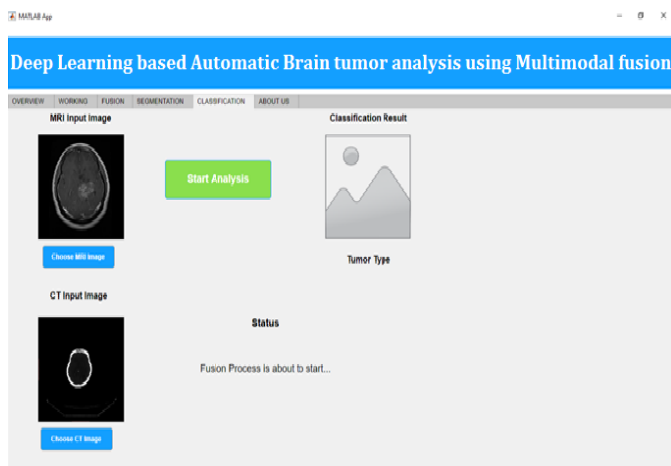 MATLAB App
Deep Learning based Automatic Brain tumor analysis using Multimodal fusion
OVERVIEW WORKING FUSION SEGMENTATION CLASSIFICATION ABOUT US
MRI Input Image
Classification Result
Start Analysis
Choose MRI Image
Tumor Type
CT Input Image
Status
Fusion Process is about to start...
Choose CT Image